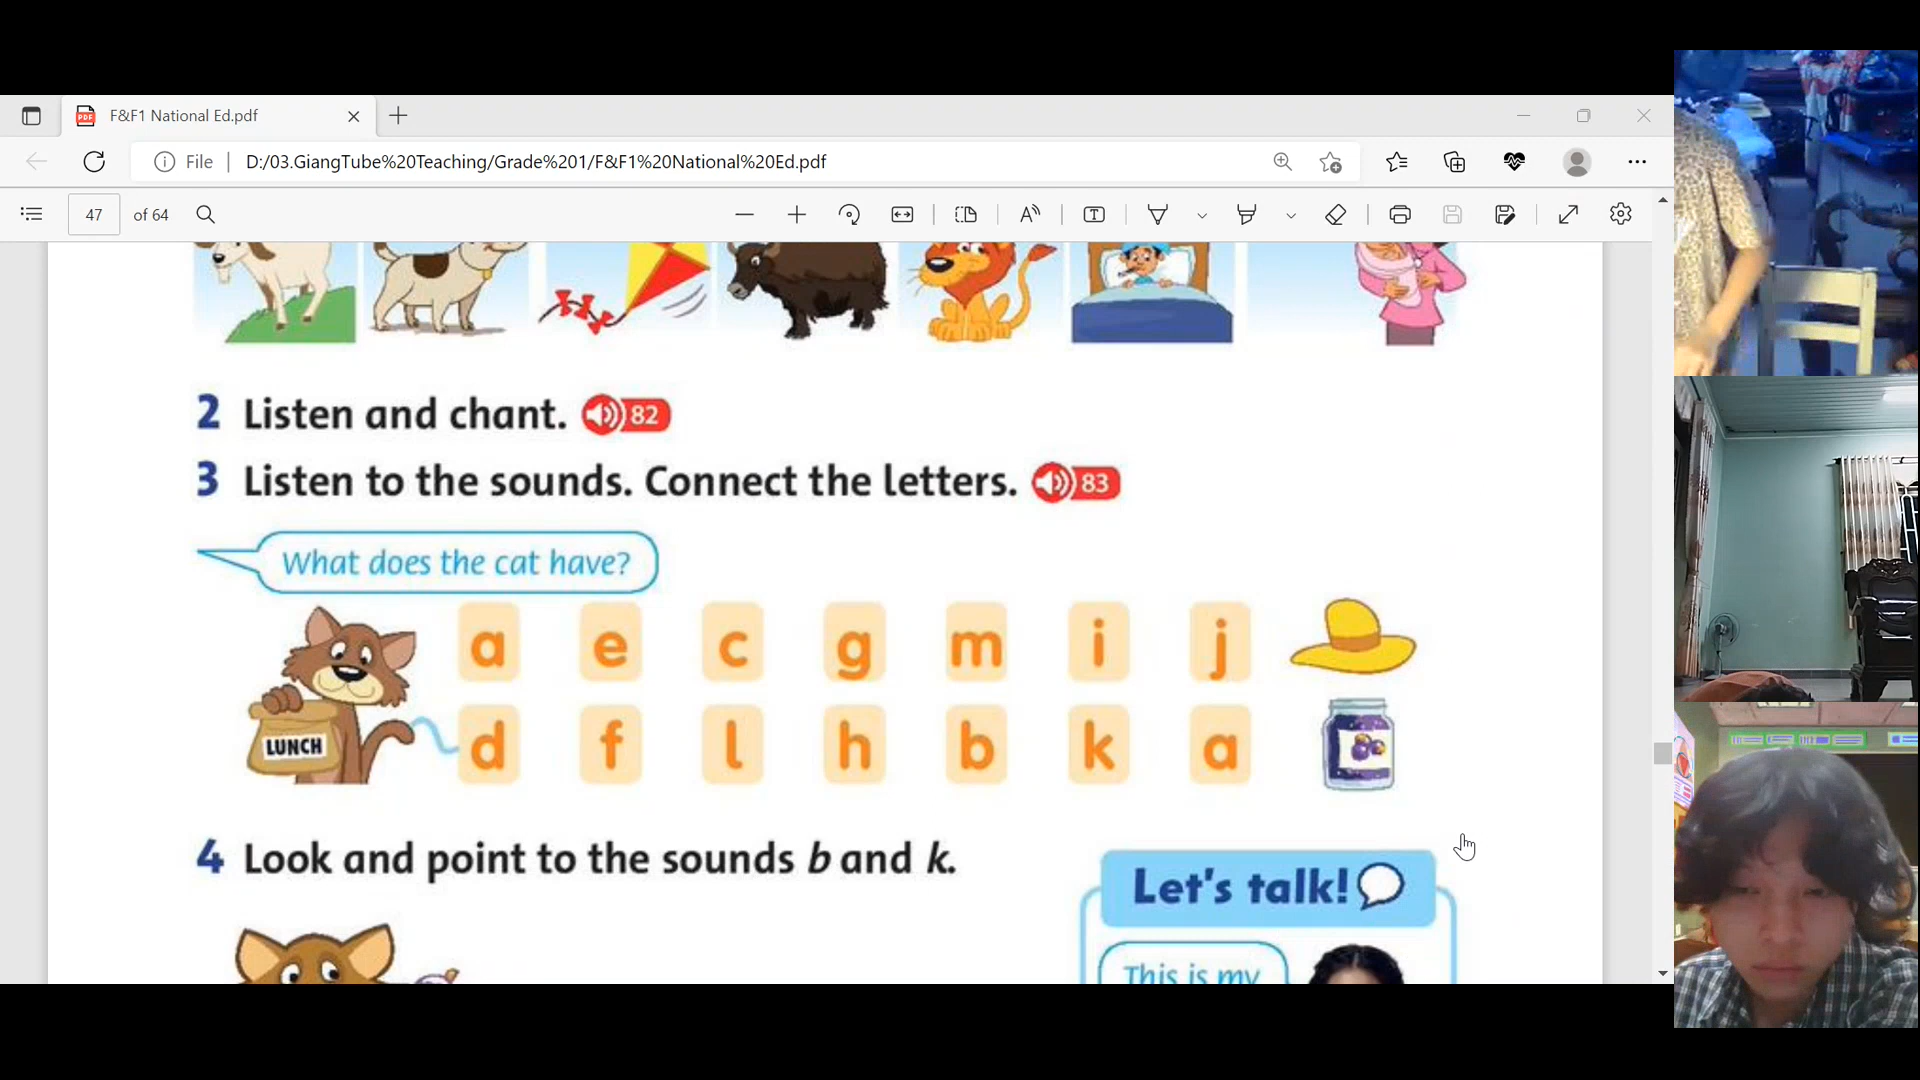 F&F1 National Ed.pdf
File D:/03.GiangTube%20Teaching/Grade%201/F&F1%20National%20Ed.pdf
47 of 64
2 Listen and chant. 82
3 Listen to the sounds. Connect the letters. 83
What does the cat have?
a e c g m i j
LUNCH
d f l h b k a
4 Look and point to the sounds b and k.
Let's talk!
This is my